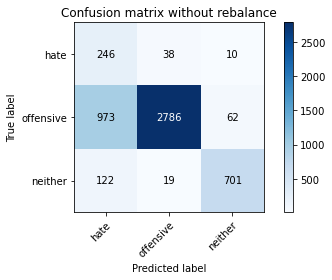 Confusion matrix without rebalance
hate
246
38
10
offensive
973
2786
62
neither
122
19
701
hate
offensive
neither
True label
Predicted label
2500
2000
1500
1000
500